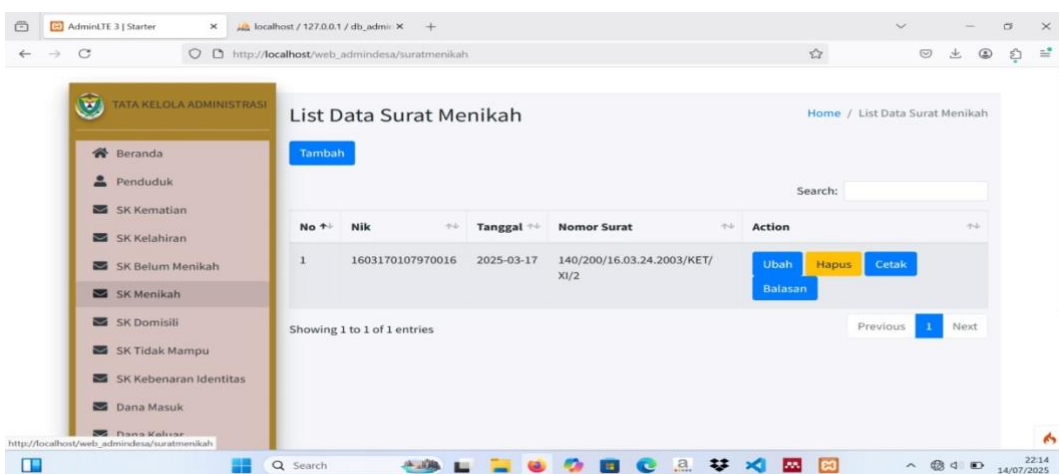 AdminLTE 3 | Starter
localhost / 127.0.0.1 / db_admin
http://localhost/web_admindesa/suratmenikah
TATA KELOLA ADMINISTRASI
Beranda
Penduduk
SK Kematian
SK Kelahiran
SK Belum Menikah
SK Menikah
SK Domisili
SK Tidak Mampu
SK Kebenaran Identitas
Dana Masuk
Dana Keluar
List Data Surat Menikah
Home / List Data Surat Menikah
Tambah
Search:
No Nik Tanggal Nomor Surat Action
1 1603170107970016 2025-03-17 140/200/16.03.24.2003/KET/
XI/2
Ubah Hapus Cetak
Balasan
Showing 1 to 1 of 1 entries
Previous 1 Next
http://localhost/web_admindesa/suratmenikah
Search
22:14
14/07/2025